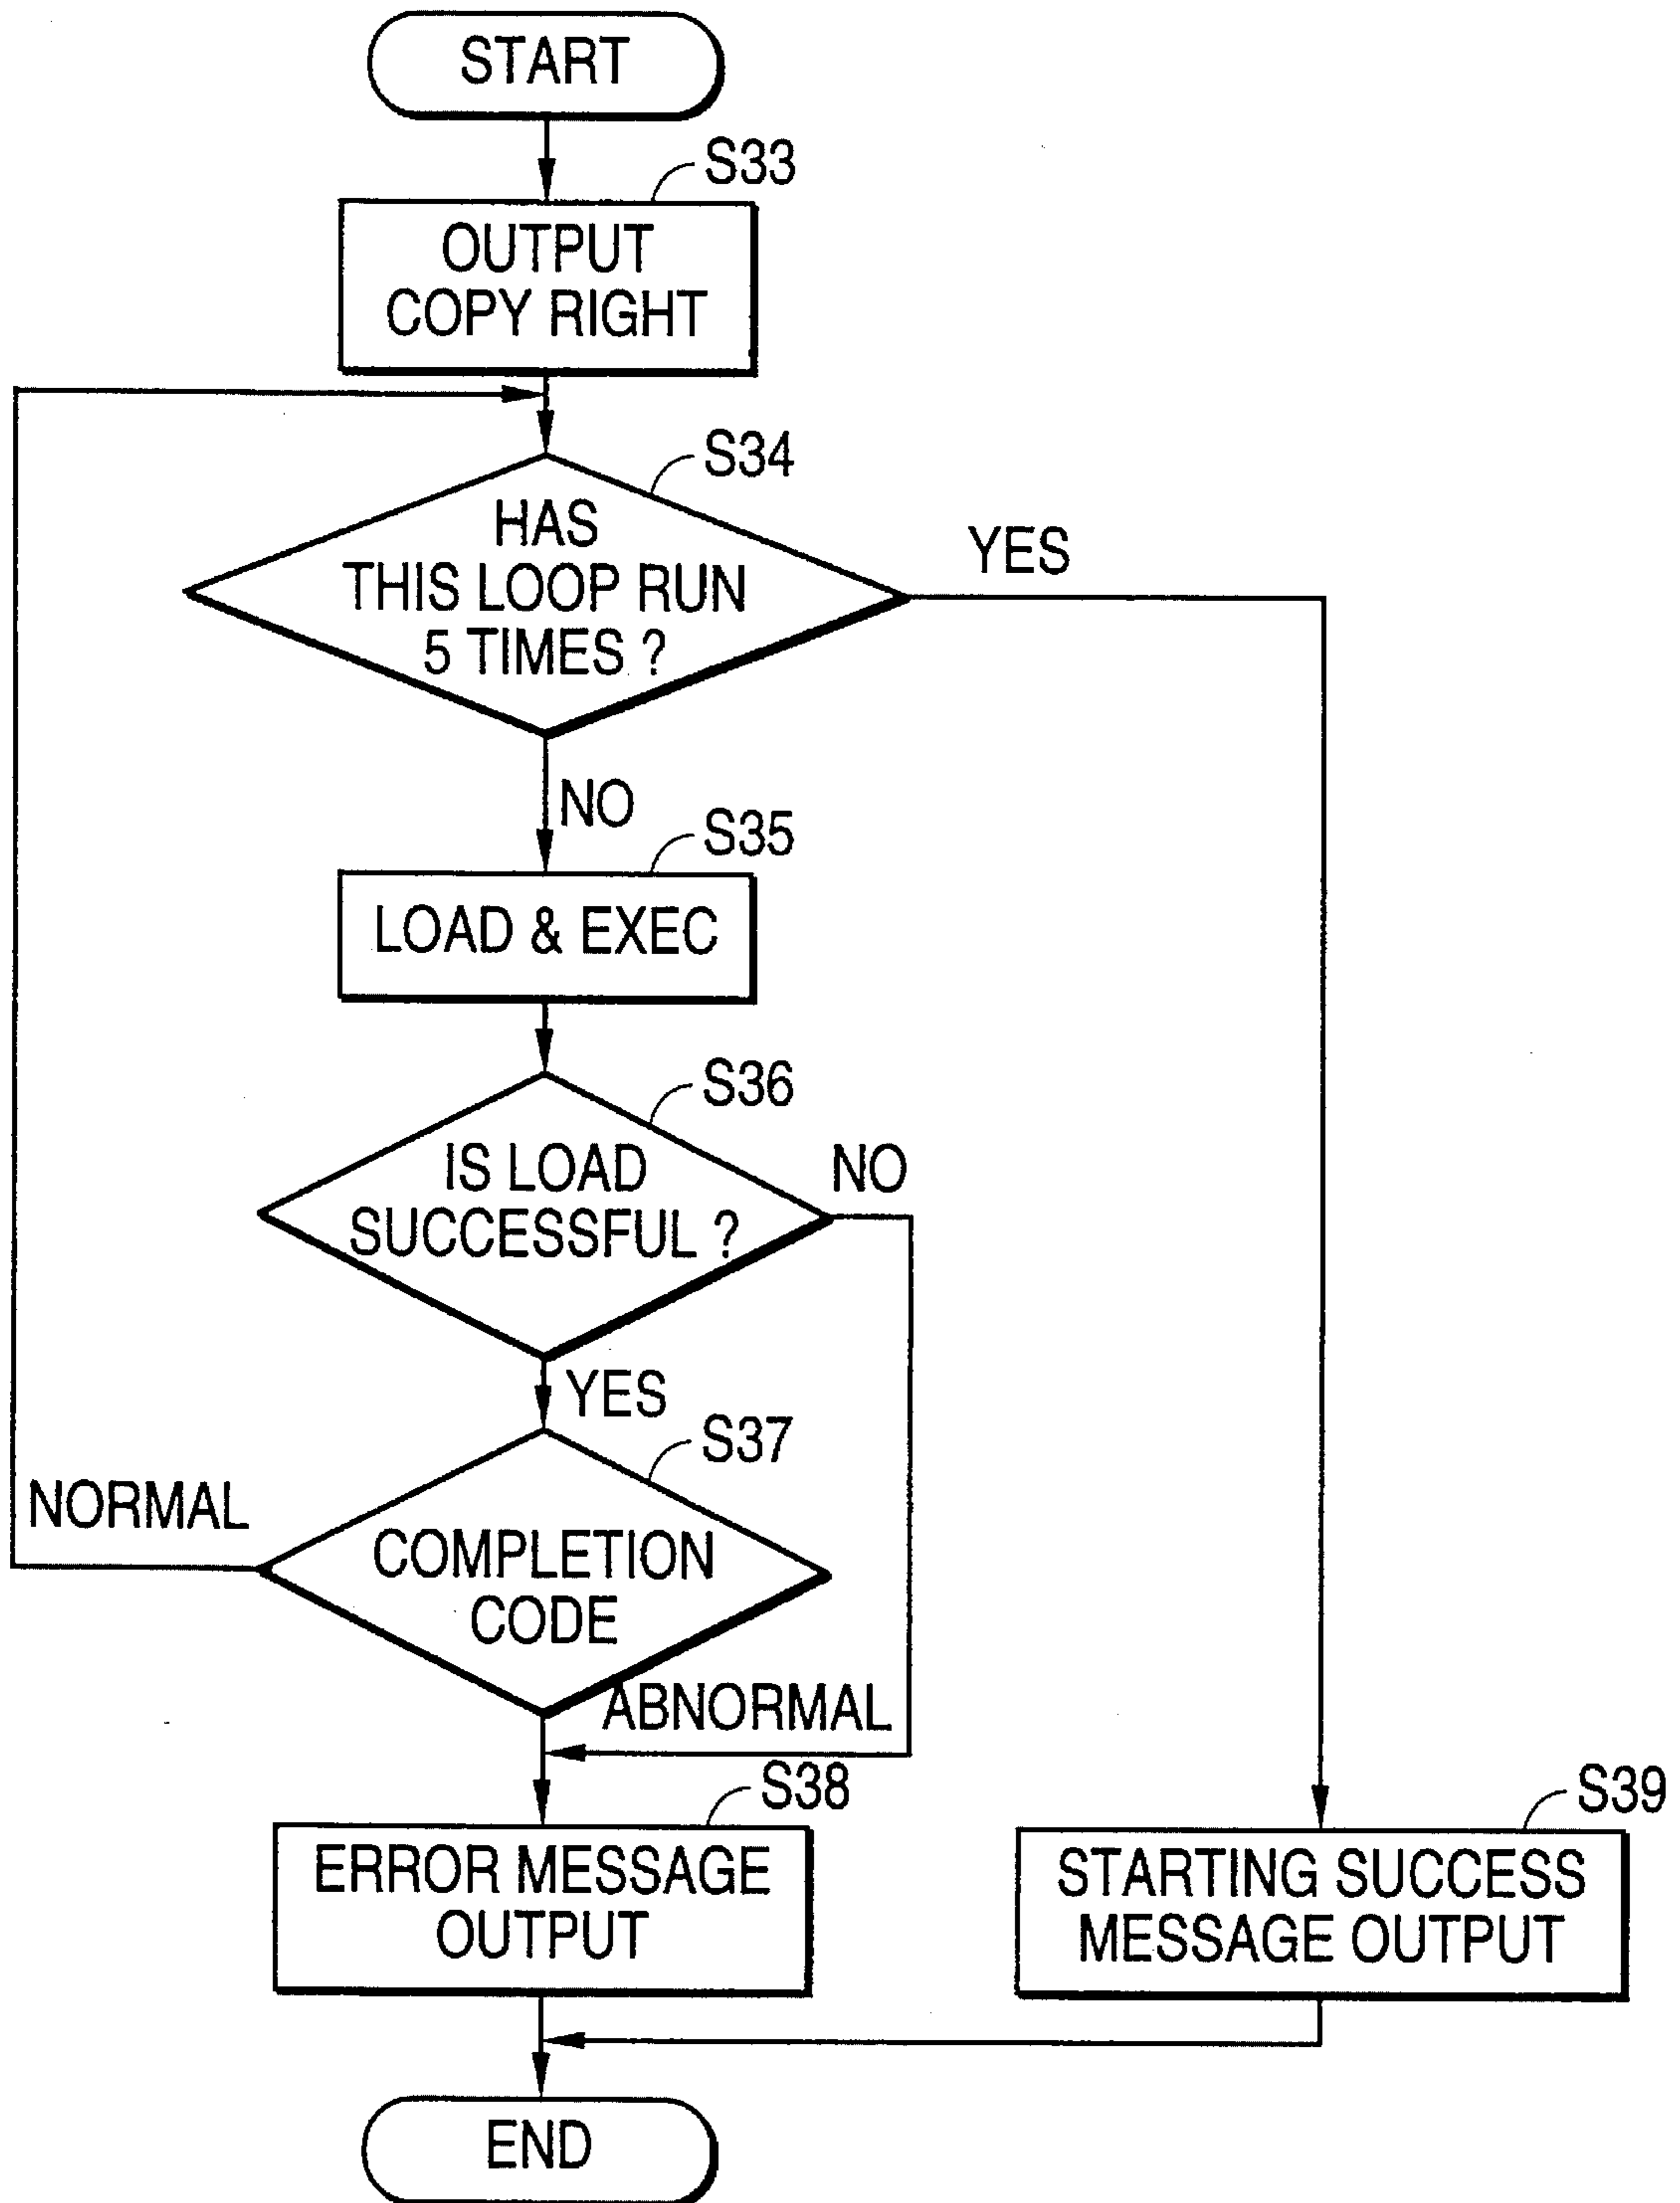 START
S33
OUTPUT
COPY RIGHT
S34
HAS
THIS LOOP RUN
5 TIMES ?
YES
NO
S35
LOAD & EXEC
S36
IS LOAD
SUCCESSFUL ?
NO
YES
S37
NORMAL
COMPLETION
CODE
ABNORMAL
S38
ERROR MESSAGE
OUTPUT
S39
STARTING SUCCESS
MESSAGE OUTPUT
END